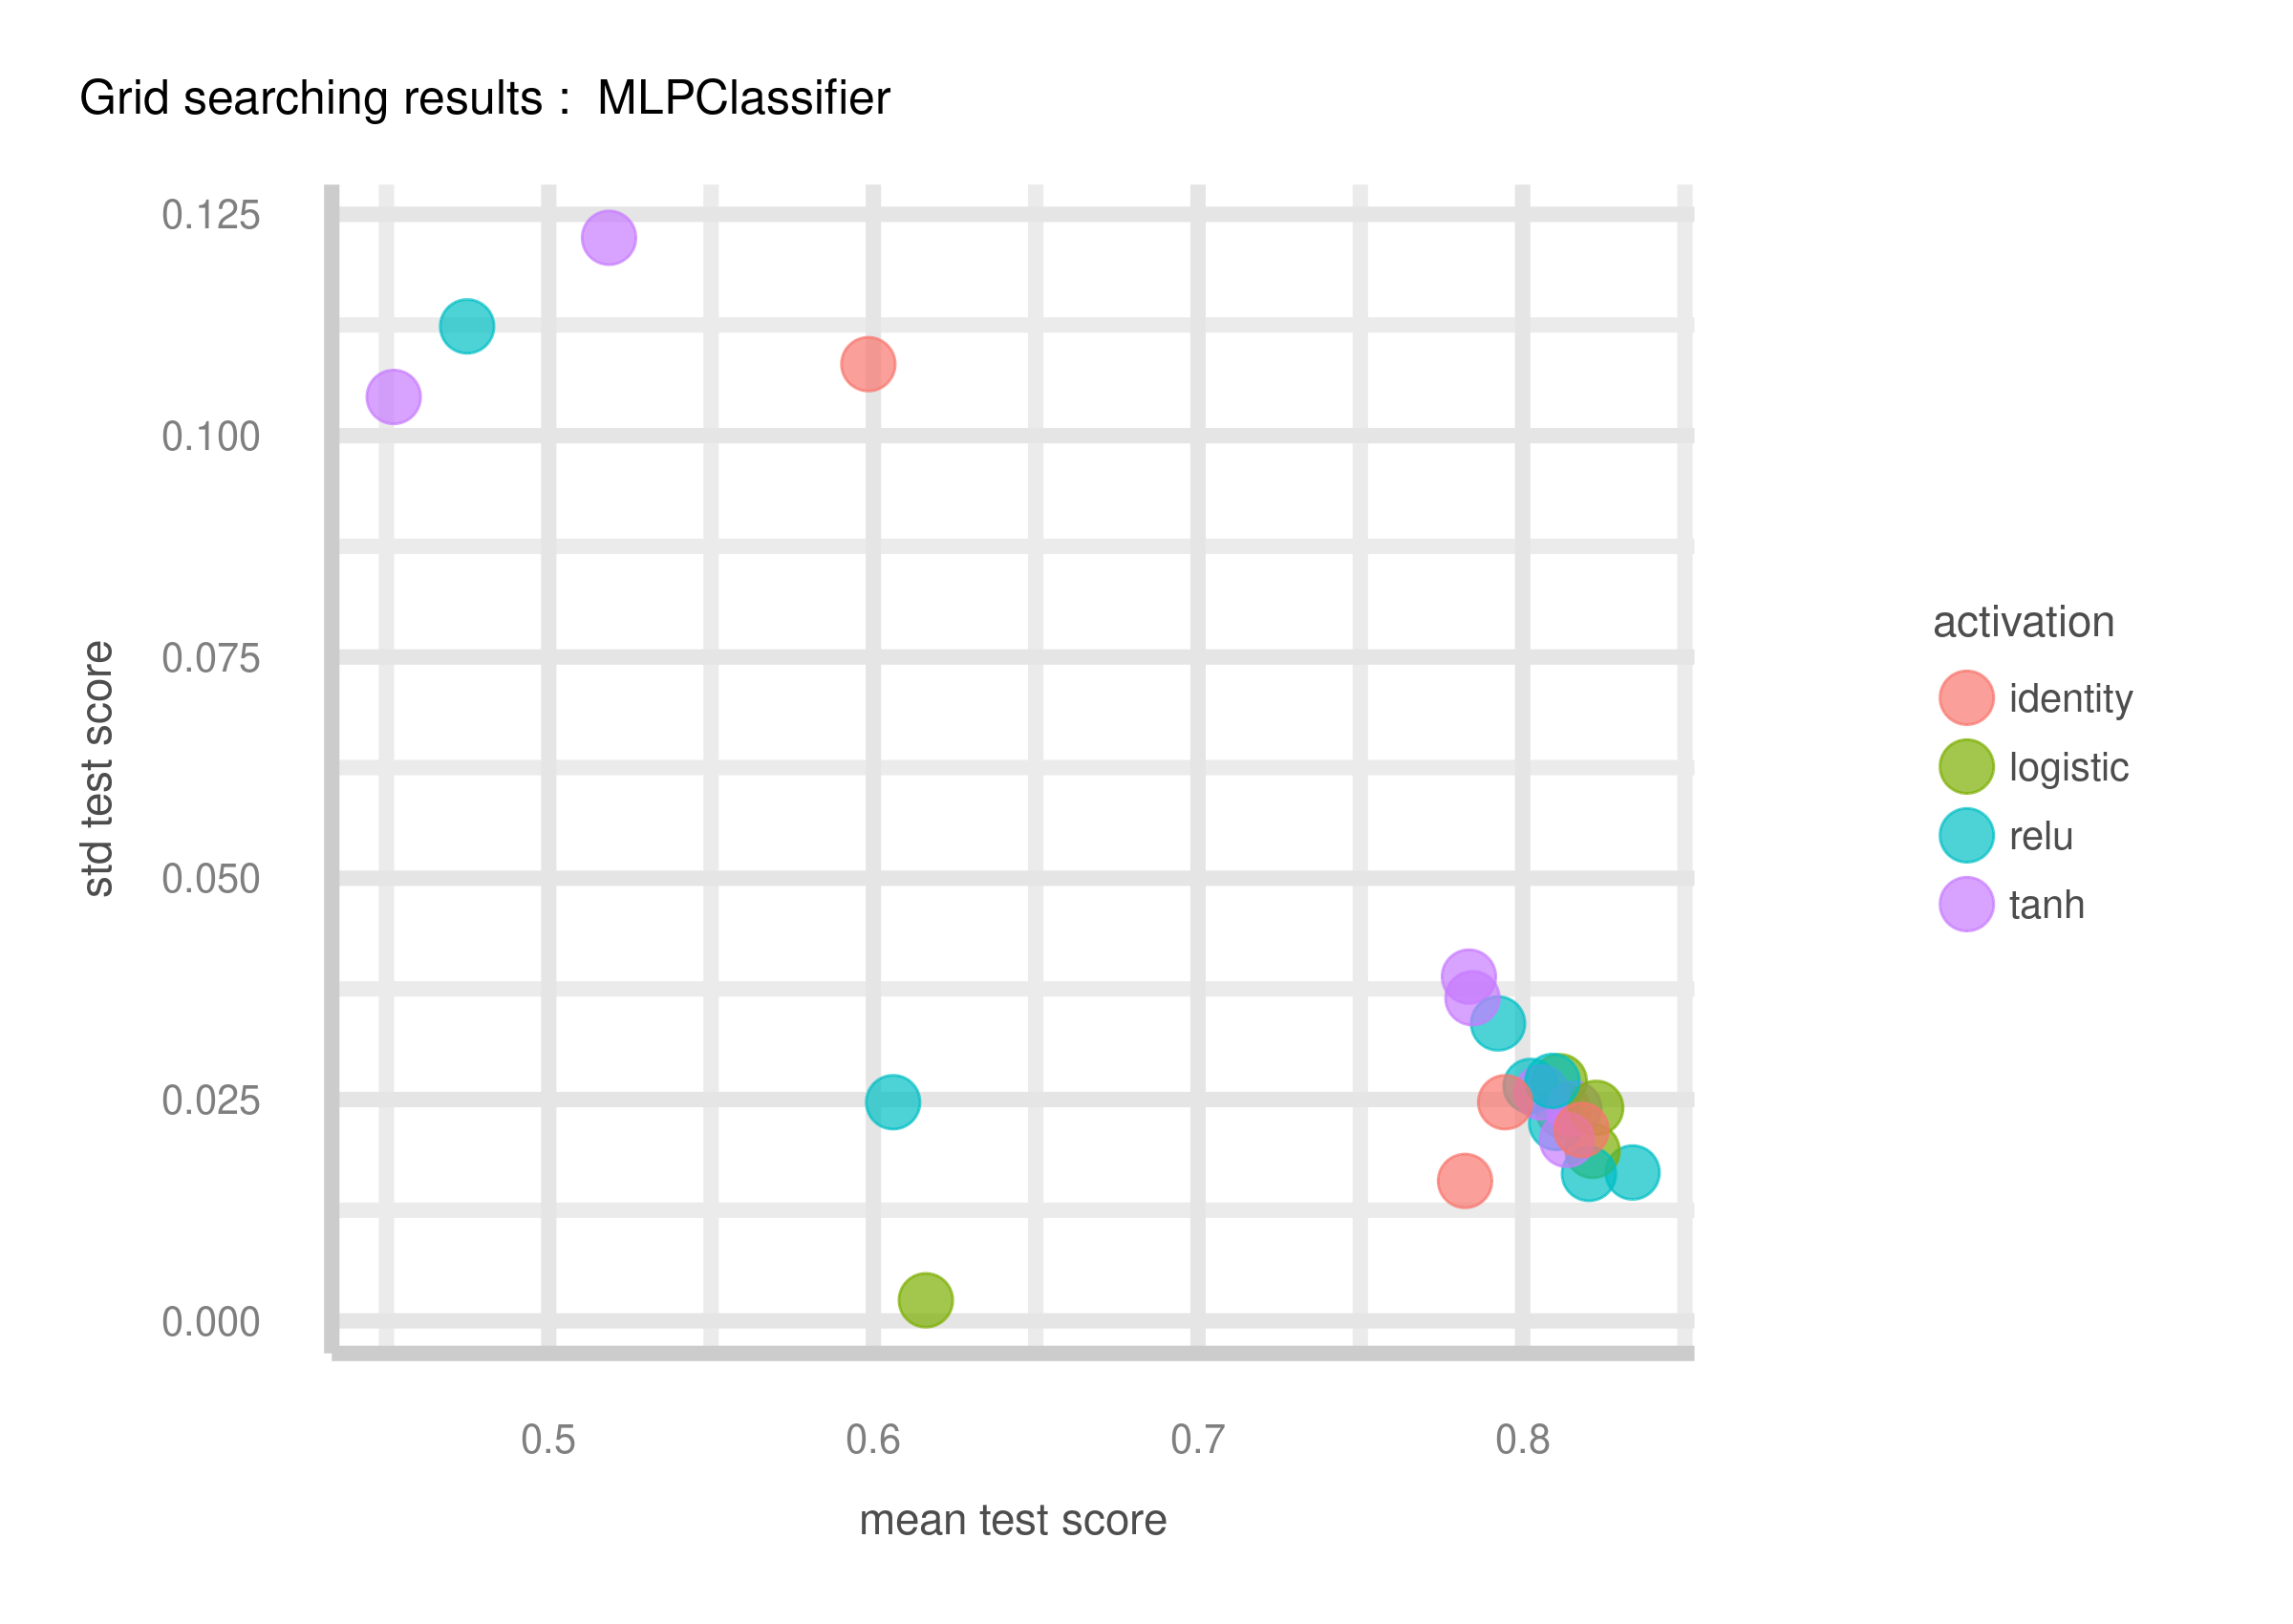 Grid searching results :  MLPClassifier
0.125
0.100
0.075
0.050
0.025
0.000
std test score
0.5
0.6
0.7
0.8
mean test score
activation
identity
logistic
relu
tanh